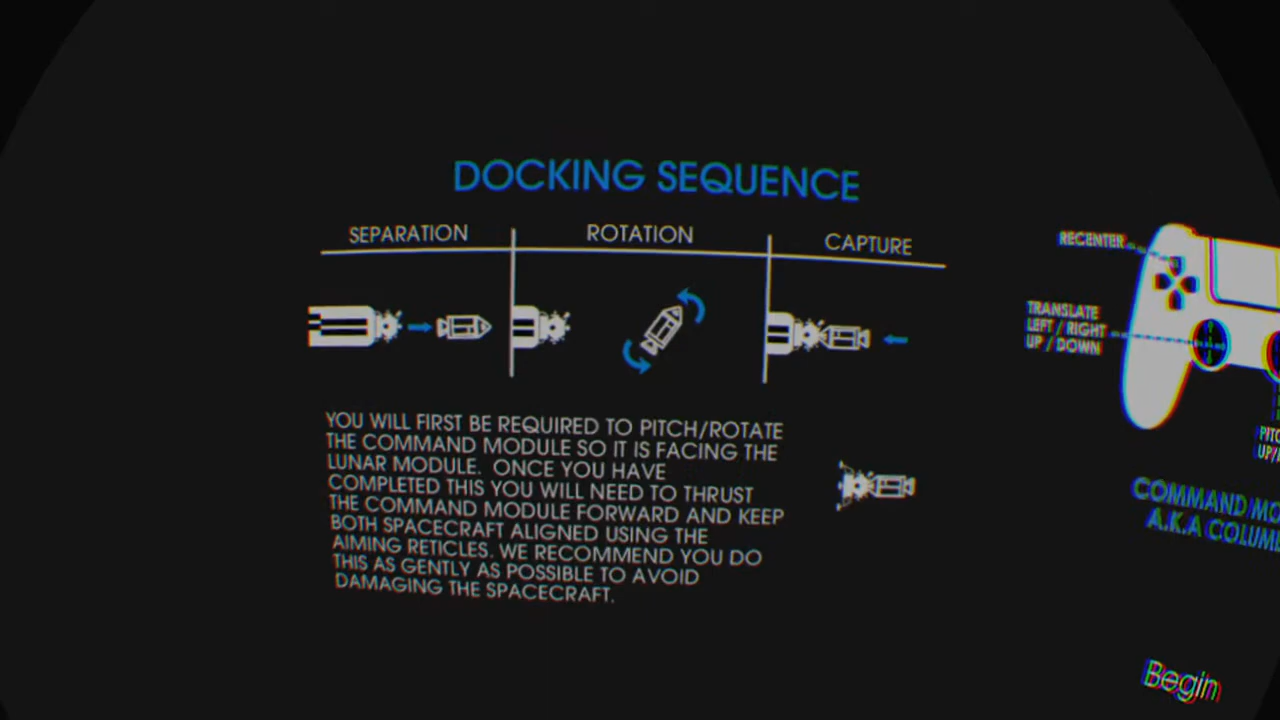 DOCKING SEQUENCE
SEPARATION
ROTATION
CAPTURE
YOU WILL FIRST BE REQUIRED TO PITCH/ROTATE
THE COMMAND MODULE SO IT IS FACING THE
LUNAR MODULE. ONCE YOU HAVE
COMPLETED THIS YOU WILL NEED TO THRUST
THE COMMAND MODULE FORWARD AND KEEP
BOTH SPACECRAFT ALIGNED USING THE
AIMING RETICLES. WE RECOMMEND YOU DO
THIS AS GENTLY AS POSSIBLE TO AVOID
DAMAGING THE SPACECRAFT.
RECENTER
TRANSLATE
LEFT / RIGHT
UP / DOWN
COMMAND
A.K.A
Begin